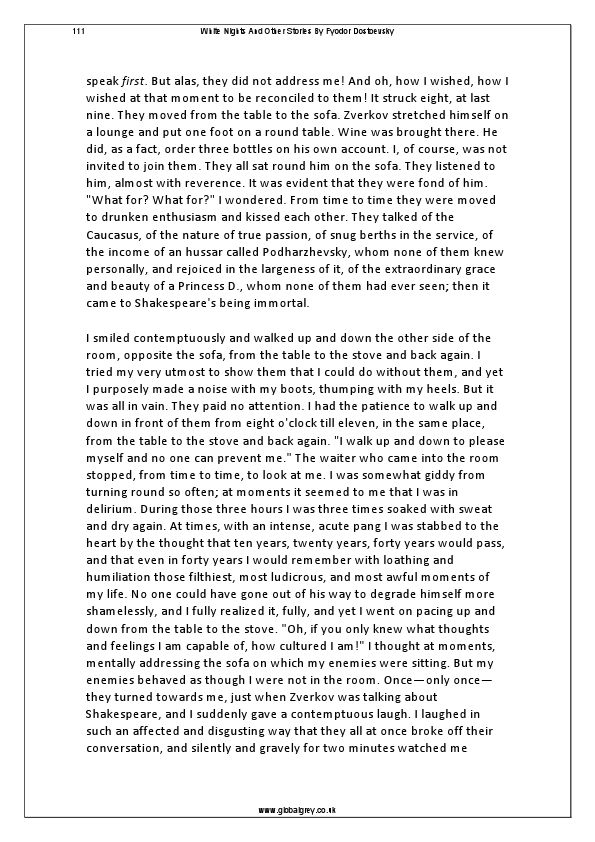 111
White Nights And Other Stories By Fyodor Dostoevsky
speak first. But alas, they did not address me! And oh, how I wished, how I
wished at that moment to be reconciled to them! It struck eight, at last
nine. They moved from the table to the sofa. Zverkov stretched himself on
a lounge and put one foot on a round table. Wine was brought there. He
did, as a fact, order three bottles on his own account. I, of course, was not
invited to join them. They all sat round him on the sofa. They listened to
him, almost with reverence. It was evident that they were fond of him.
"What for? What for?" I wondered. From time to time they were moved
to drunken enthusiasm and kissed each other. They talked of the
Caucasus, of the nature of true passion, of snug berths in the service, of
the income of an hussar called Podharzhevsky, whom none of them knew
personally, and rejoiced in the largeness of it, of the extraordinary grace
and beauty of a Princess D., whom none of them had ever seen; then it
came to Shakespeare's being immortal.
I smiled contemptuously and walked up and down the other side of the
room, opposite the sofa, from the table to the stove and back again. I
tried my very utmost to show them that I could do without them, and yet
I purposely made a noise with my boots, thumping with my heels. But it
was all in vain. They paid no attention. I had the patience to walk up and
down in front of them from eight o'clock till eleven, in the same place,
from the table to the stove and back again. "I walk up and down to please
myself and no one can prevent me." The waiter who came into the room
stopped, from time to time, to look at me. I was somewhat giddy from
turning round so often; at moments it seemed to me that I was in
delirium. During those three hours I was three times soaked with sweat
and dry again. At times, with an intense, acute pang I was stabbed to the
heart by the thought that ten years, twenty years, forty years would pass,
and that even in forty years I would remember with loathing and
humiliation those filthiest, most ludicrous, and most awful moments of
my life. No one could have gone out of his way to degrade himself more
shamelessly, and I fully realized it, fully, and yet I went on pacing up and
down from the table to the stove. "Oh, if you only knew what thoughts
and feelings I am capable of, how cultured I am!" I thought at moments,
mentally addressing the sofa on which my enemies were sitting. But my
enemies behaved as though I were not in the room. Once—only once—
they turned towards me, just when Zverkov was talking about
Shakespeare, and I suddenly gave a contemptuous laugh. I laughed in
such an affected and disgusting way that they all at once broke off their
conversation, and silently and gravely for two minutes watched me
www.globalgrey.co.uk